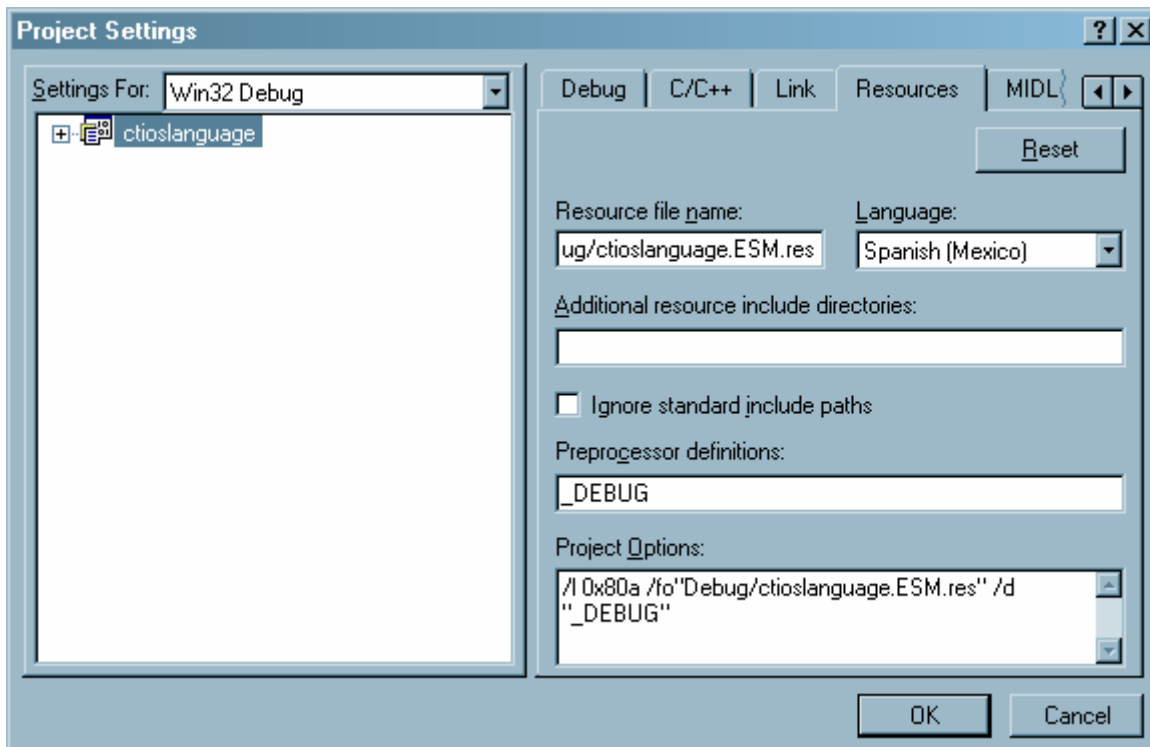 Project Settings
Settings For:
Win32 Debug
ctioslanguage
Debug
C/C++
Link
Resources
MIDL
Reset
Resource file name:
Language:
ug/ctioslanguage.ESM.res
Spanish (Mexico)
Additional resource include directories:
Ignore standard include paths
Preprocessor definitions:
_DEBUG
Project Options:
/l 0x80a /fo"Debug/ctioslanguage.ESM.res" /d
"_DEBUG"
OK
Cancel